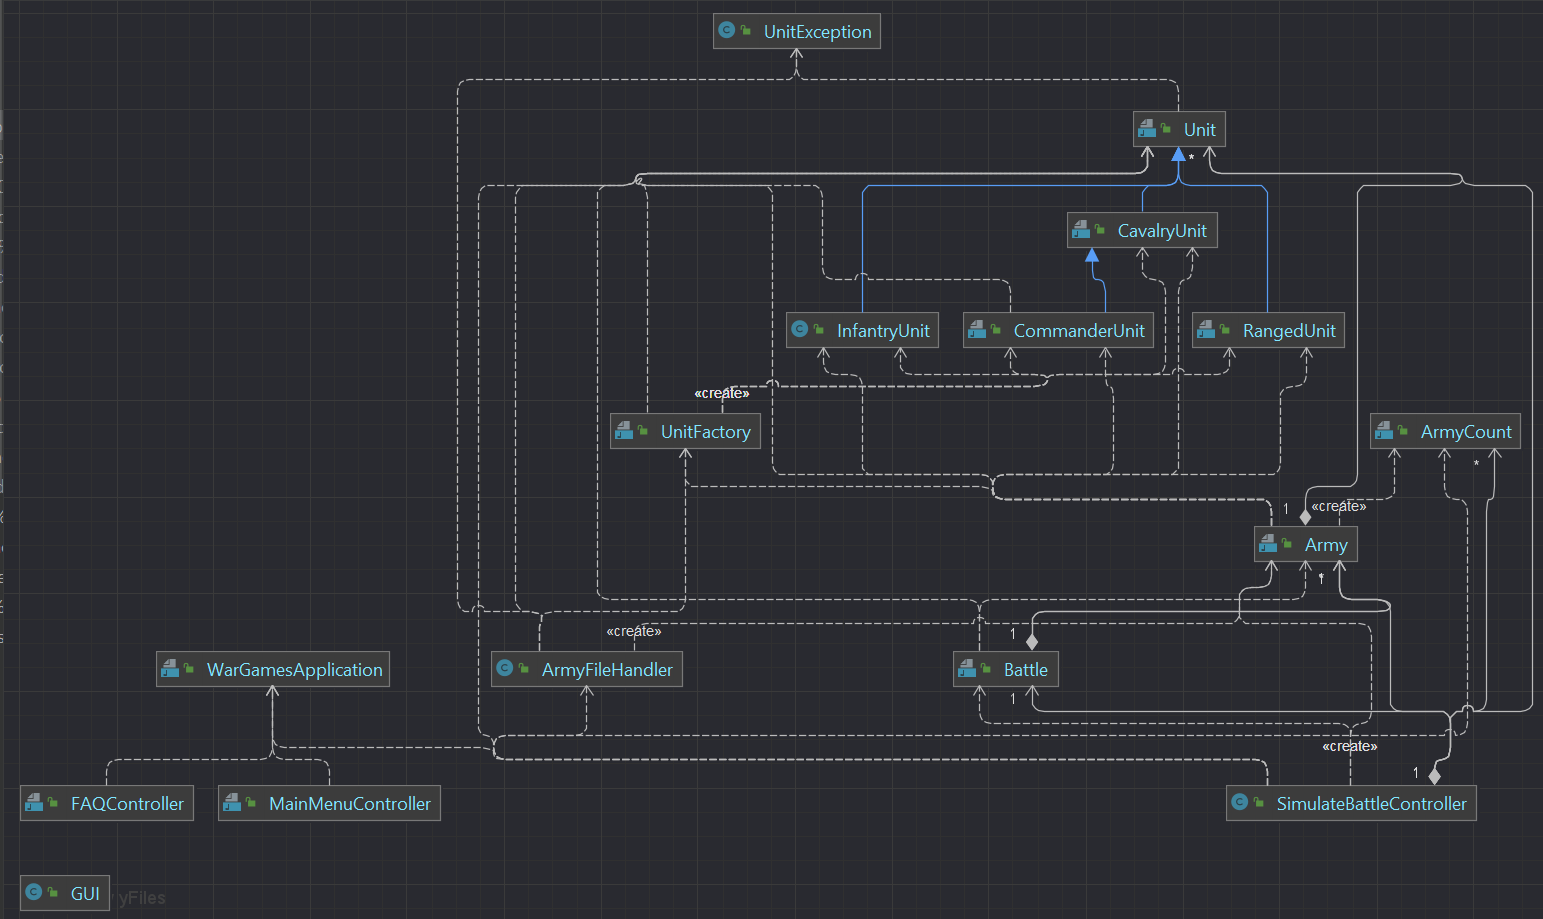 UnitException
Unit
*
CavalryUnit
InfantryUnit
CommanderUnit
RangedUnit
«create»
UnitFactory
ArmyCount
*
1
«create»
Army
*
«create»
1
WarGamesApplication
ArmyFileHandler
Battle
1
«create»
1
FAQController
MainMenuController
SimulateBattleController
GUI
yFiles